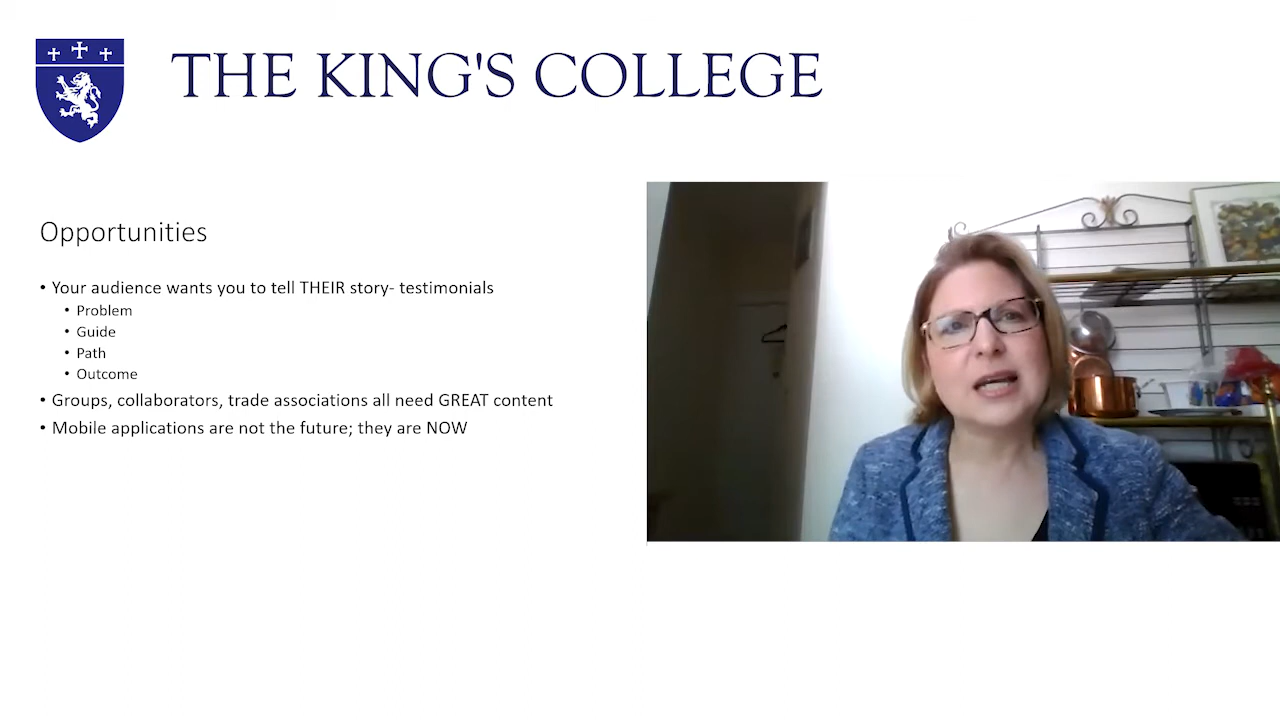 THE KING'S COLLEGE
Opportunities
• Your audience wants you to tell THEIR story- testimonials
• Problem
• Guide
• Path
• Outcome
• Groups, collaborators, trade associations all need GREAT content
• Mobile applications are not the future; they are NOW